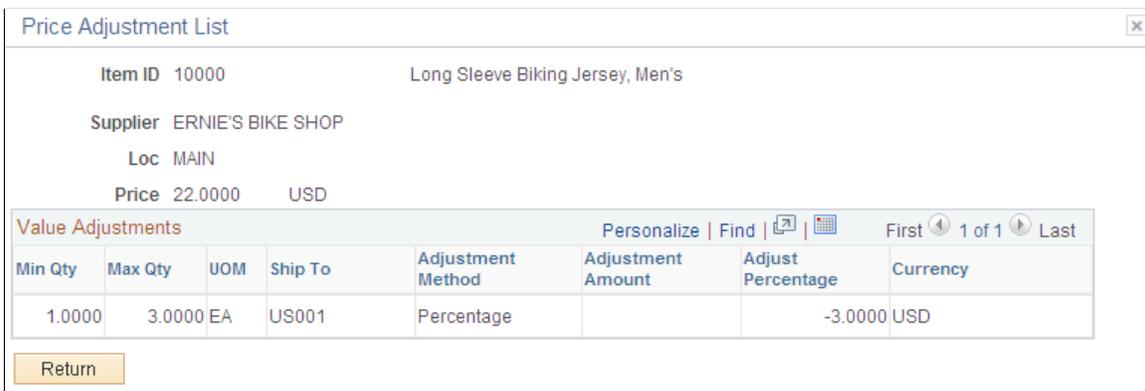 Price Adjustment List
Item ID 10000 Long Sleeve Biking Jersey, Men's
Supplier ERNIE'S BIKE SHOP
Loc MAIN
Price 22.0000 USD
Value Adjustments Personalize | Find | | First 1 of 1 Last
Min Qty Max Qty UOM Ship To Adjustment Method Adjustment Amount Adjust Percentage Currency
1.0000 3.0000 EA US001 Percentage -3.0000 USD
Return